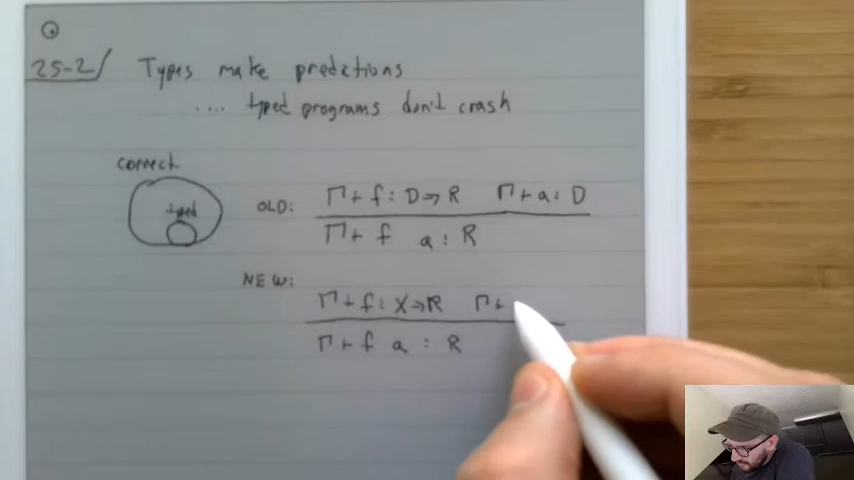 25-2/ Types make predictions
.... typed programs don't crash
correct
typed
OLD: Γ ⊢ f : D → R Γ ⊢ a : D
Γ ⊢ f a : R
NEW:
Γ ⊢ f : X → R Γ ⊢
Γ ⊢ f a : R